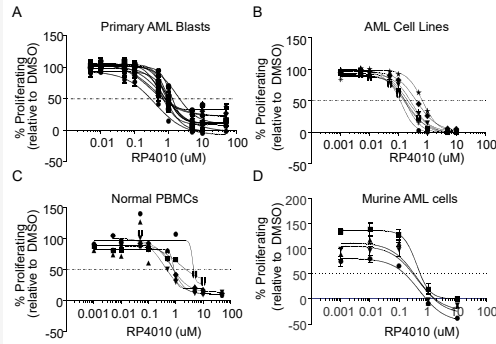 A
Primary AML Blasts
% Proliferating
(relative to DMSO)
150
100
50
0
-50
0.01 0.1 1 10 100
RP4010 (uM)
B
AML Cell Lines
% Proliferating
(relative to DMSO)
150
100
50
0
-50
0.001 0.01 0.1 1 10 100
RP4010 (uM)
C
Normal PBMCs
% Proliferating
(relative to DMSO)
150
100
50
0
-50
0.001 0.01 0.1 1 10 100
RP4010 (uM)
D
Murine AML cells
% Proliferating
(relative to DMSO)
200
150
100
50
0
-50
0.001 0.01 0.1 1 10 100
RP4010 (uM)